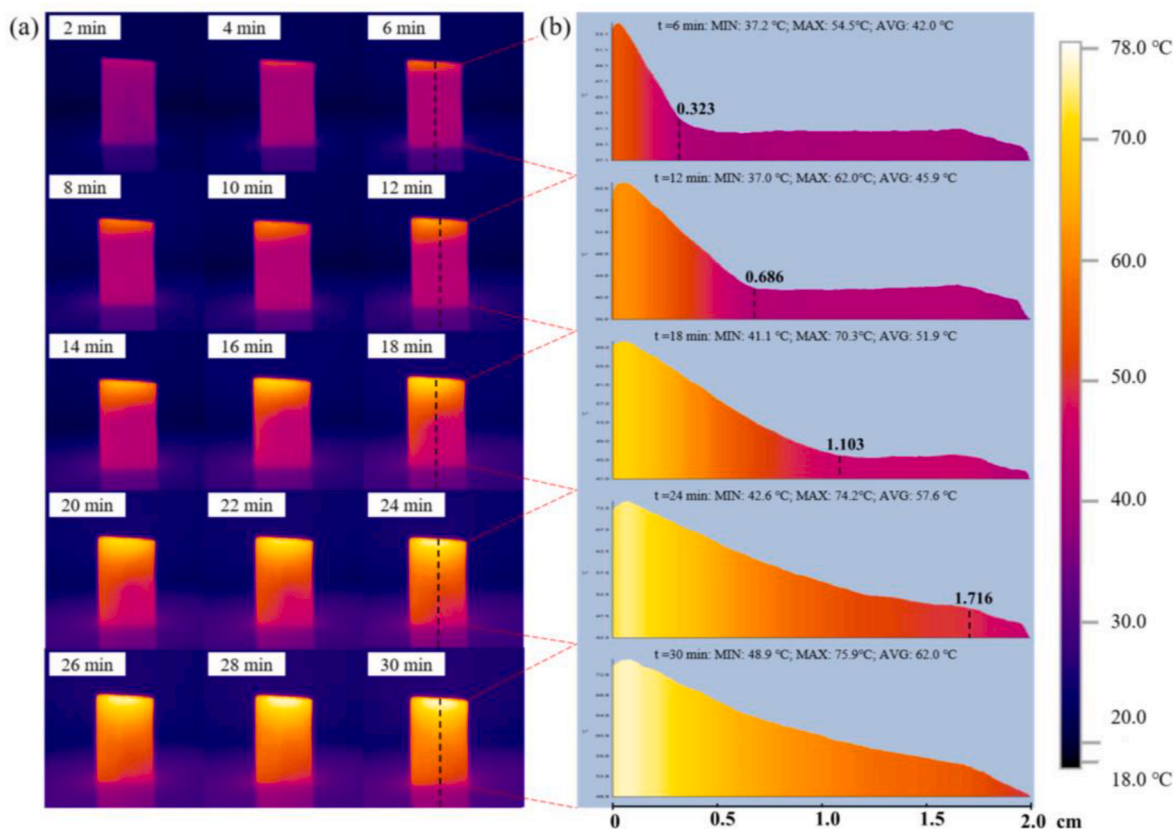 (a)
2 min
4 min
6 min
8 min
10 min
12 min
14 min
16 min
18 min
20 min
22 min
24 min
26 min
28 min
30 min
(b)
t =6 min: MIN: 37.2 °C; MAX: 54.5°C; AVG: 42.0 °C
0.323
t=12 min: MIN: 37.0 °C; MAX: 62.0°C; AVG: 45.9 °C
0.686
t=18 min: MIN: 41.1 °C; MAX: 70.3°C; AVG: 51.9 °C
1.103
t=24 min: MIN: 42.6 °C; MAX: 74.2°C; AVG: 57.6 °C
1.716
t=30 min: MIN: 48.9 °C; MAX: 75.9°C; AVG: 62.0 °C
0 0.5 1.0 1.5 2.0 cm
78.0 °C
70.0
60.0
50.0
40.0
30.0
20.0
18.0 °C